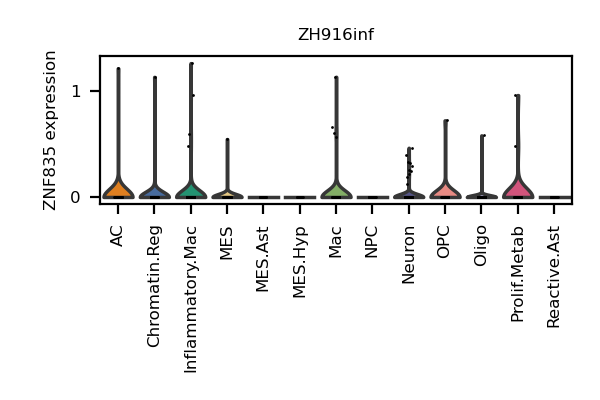 ZH916inf
ZNF835 expression
1
0
AC
Chromatin.Reg
Inflammatory.Mac
MES
MES.Ast
MES.Hyp
Mac
NPC
Neuron
OPC
Oligo
Prolif.Metab
Reactive.Ast